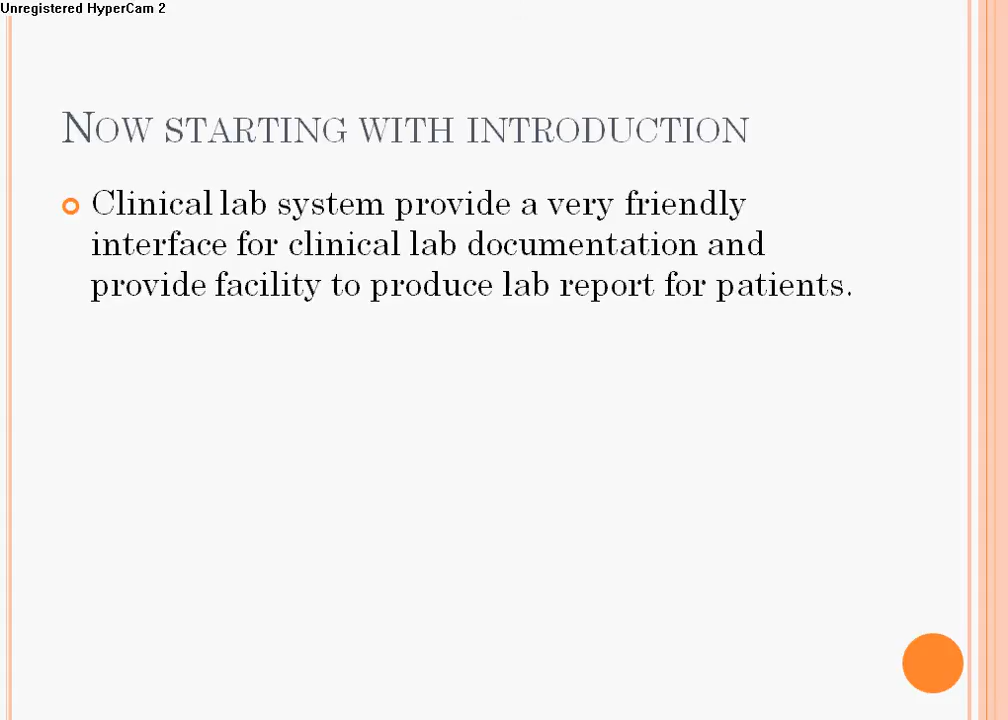 Unregistered HyperCam 2
Now starting with introduction
Clinical lab system provide a very friendly
interface for clinical lab documentation and
provide facility to produce lab report for patients.